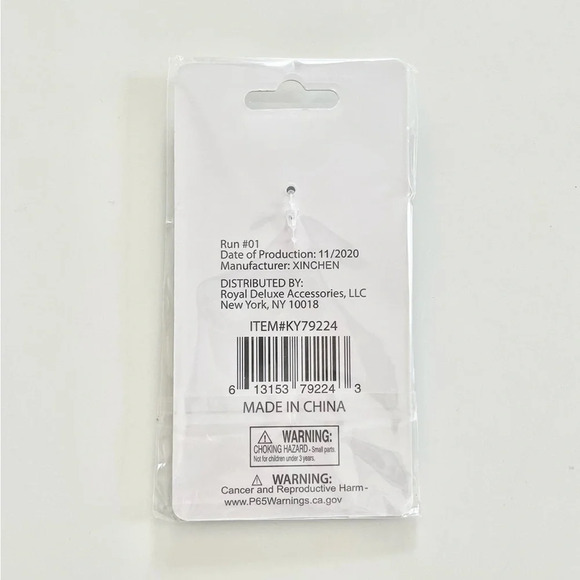 Run #01
Date of Production: 11/2020
Manufacturer: XINCHEN
DISTRIBUTED BY:
Royal Deluxe Accessories, LLC
New York, NY 10018
ITEM#KY79224
6 13153 79224 3
MADE IN CHINA
WARNING:
CHOKING HAZARD - Small parts.
Not for children under 3 years.
WARNING:
Cancer and Reproductive Harm-
www.P65Warnings.ca.gov